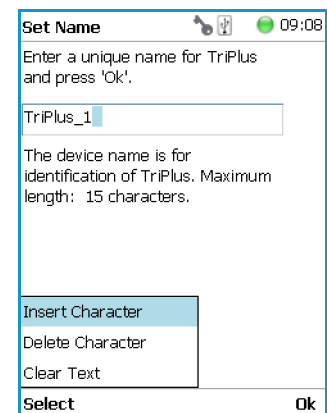 Set Name 09:08
Enter a unique name for TriPlus
and press 'Ok'.
TriPlus_1
The device name is for
identification of TriPlus. Maximum
length: 15 characters.
Insert Character
Delete Character
Clear Text
Select Ok